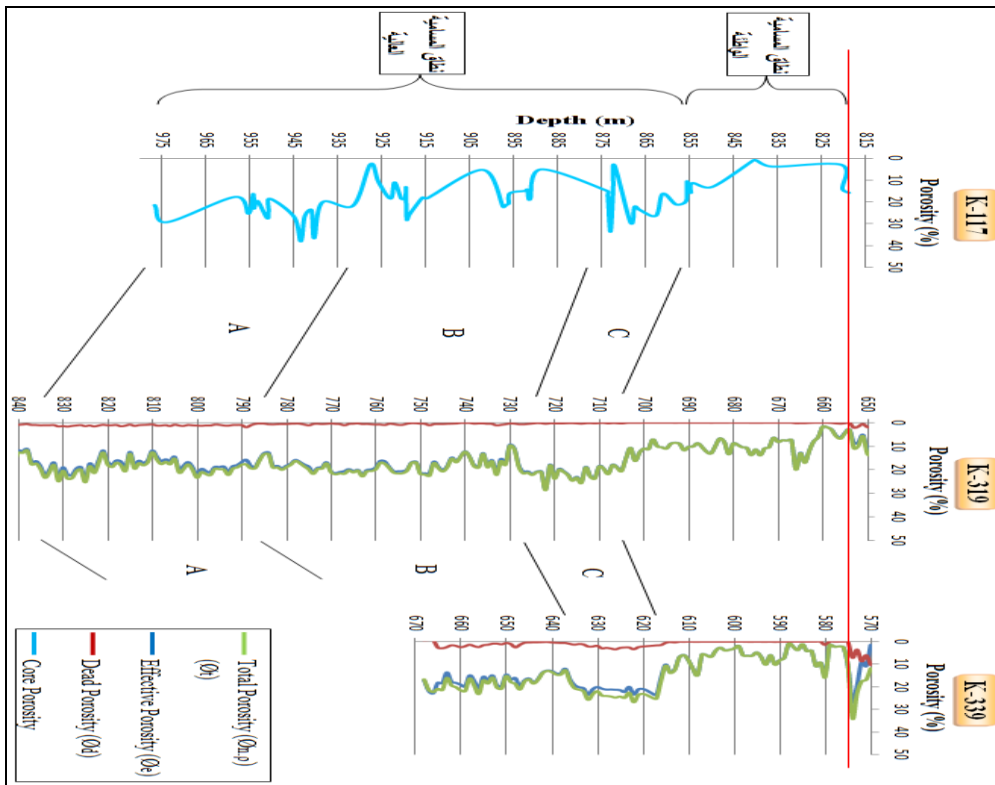 K-117
Porosity (%)
0 10 20 30 40 50
Depth (m)
815
825
835
845
855
865
875
885
895
905
915
925
935
945
955
965
975
نطاق المسامية
الواطئة
نطاق المسامية
العالية
C
B
A
K-319
Porosity (%)
0 10 20 30 40 50
650
660
670
680
690
700
710
720
730
740
750
760
770
780
790
800
810
820
830
840
C
B
A
K-339
Porosity (%)
0 10 20 30 40 50
570
580
590
600
610
620
630
640
650
660
670
Total Porosity (Øn.ρ)
(Øt)
Effective Porosity (Øe)
Dead Porosity (Ød)
Core Porosity